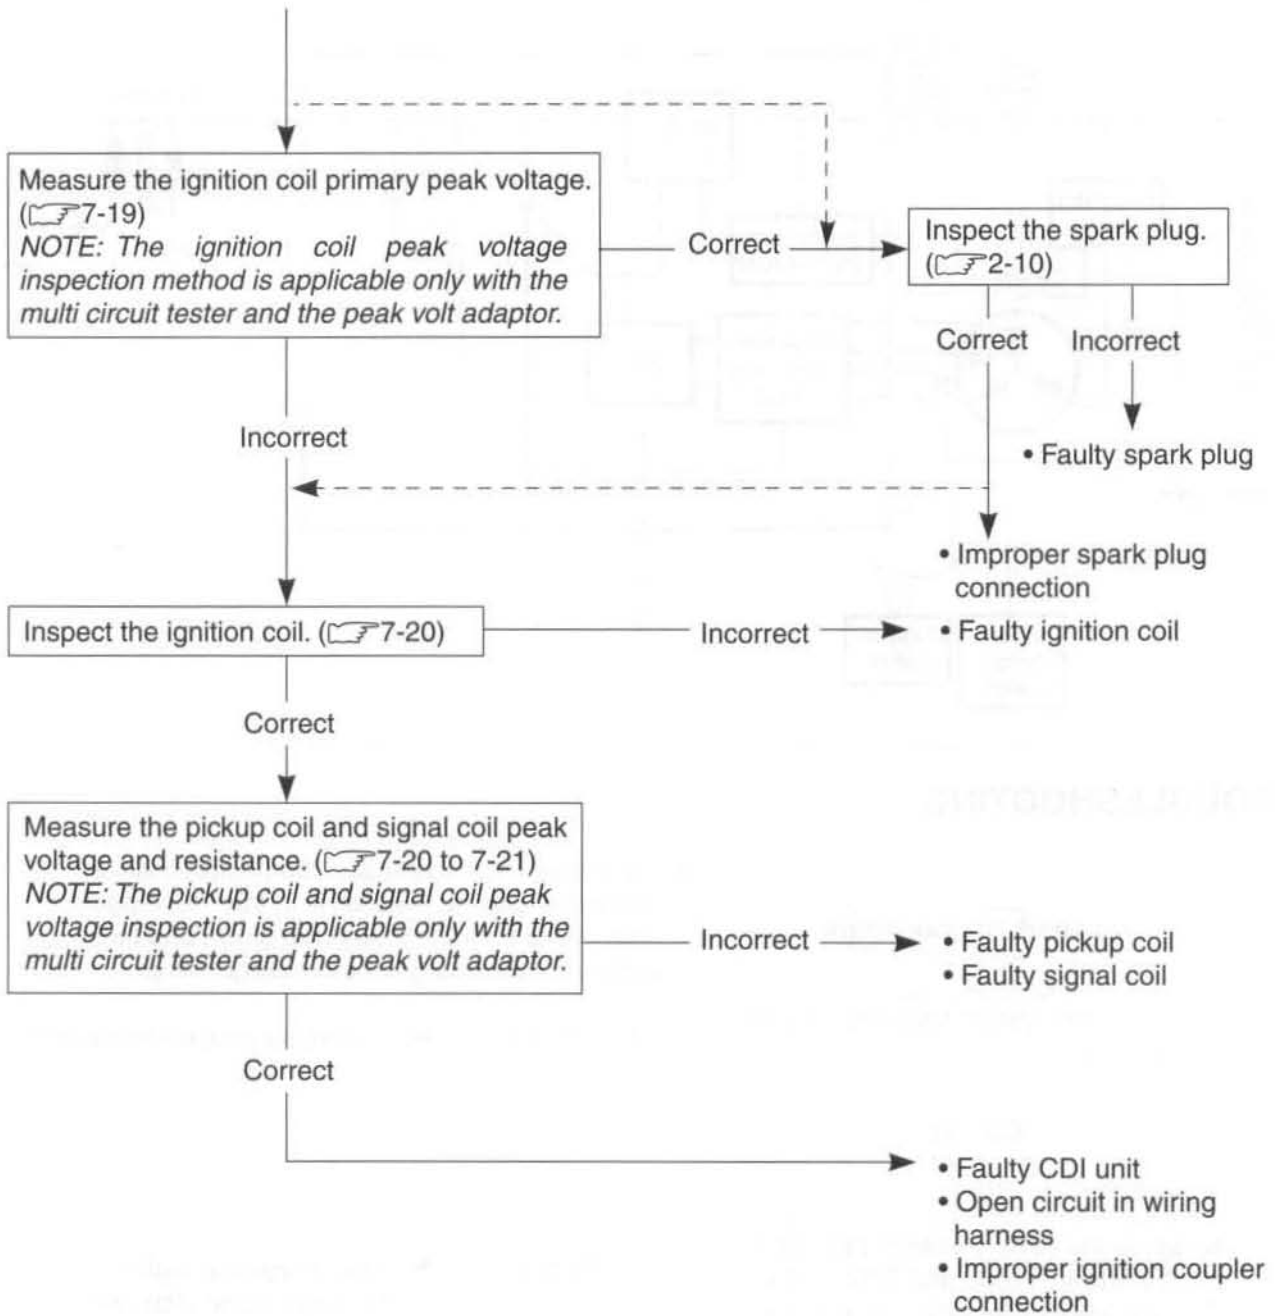 Measure the ignition coil primary peak voltage.
(7-19)
NOTE: The ignition coil peak voltage
inspection method is applicable only with the
multi circuit tester and the peak volt adaptor.
Correct
Inspect the spark plug.
(2-10)
Correct
Incorrect
Incorrect
• Faulty spark plug
• Improper spark plug
connection
Inspect the ignition coil. (7-20)
Incorrect
• Faulty ignition coil
Correct
Measure the pickup coil and signal coil peak
voltage and resistance. (7-20 to 7-21)
NOTE: The pickup coil and signal coil peak
voltage inspection is applicable only with the
multi circuit tester and the peak volt adaptor.
Incorrect
• Faulty pickup coil
• Faulty signal coil
Correct
• Faulty CDI unit
• Open circuit in wiring
harness
• Improper ignition coupler
connection